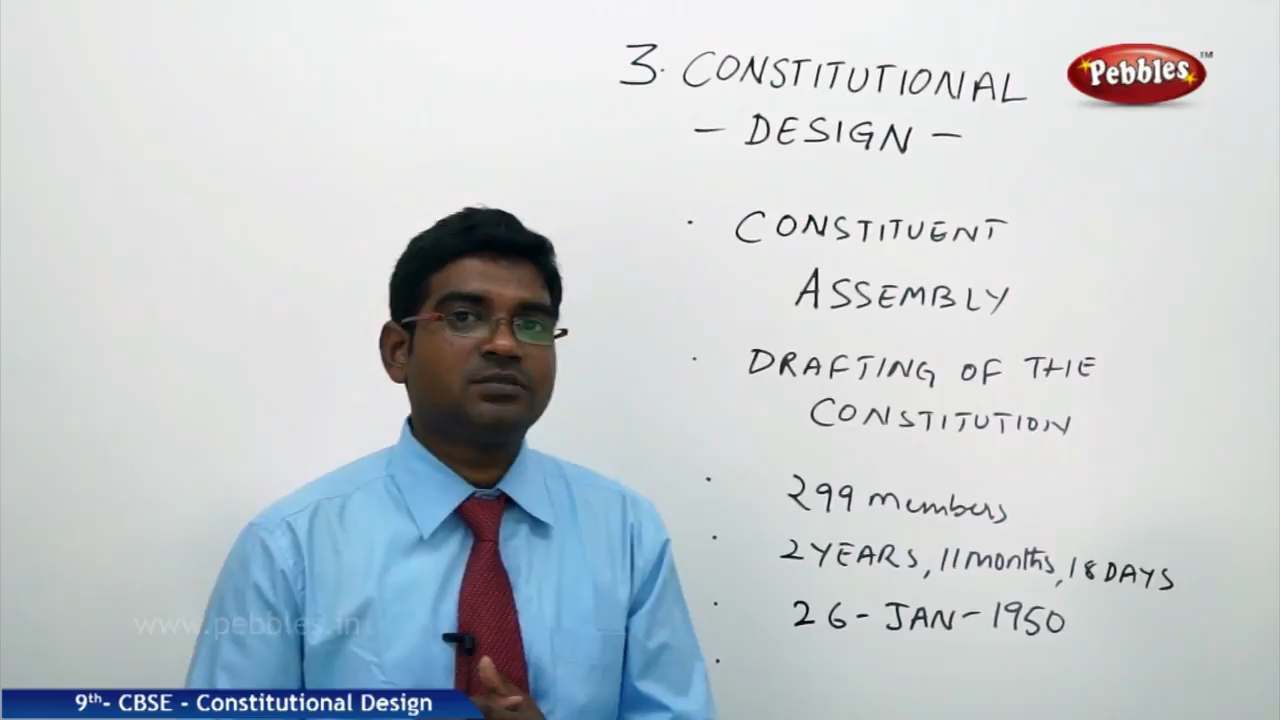 3. CONSTITUTIONAL
- DESIGN -
Pebbles™
· CONSTITUENT
ASSEMBLY
· DRAFTING OF THE
CONSTITUTION
· 299 members
· 2 YEARS, 11 months, 18 DAYS
· 26-JAN-1950
·
www.pebbles.in
9th- CBSE - Constitutional Design